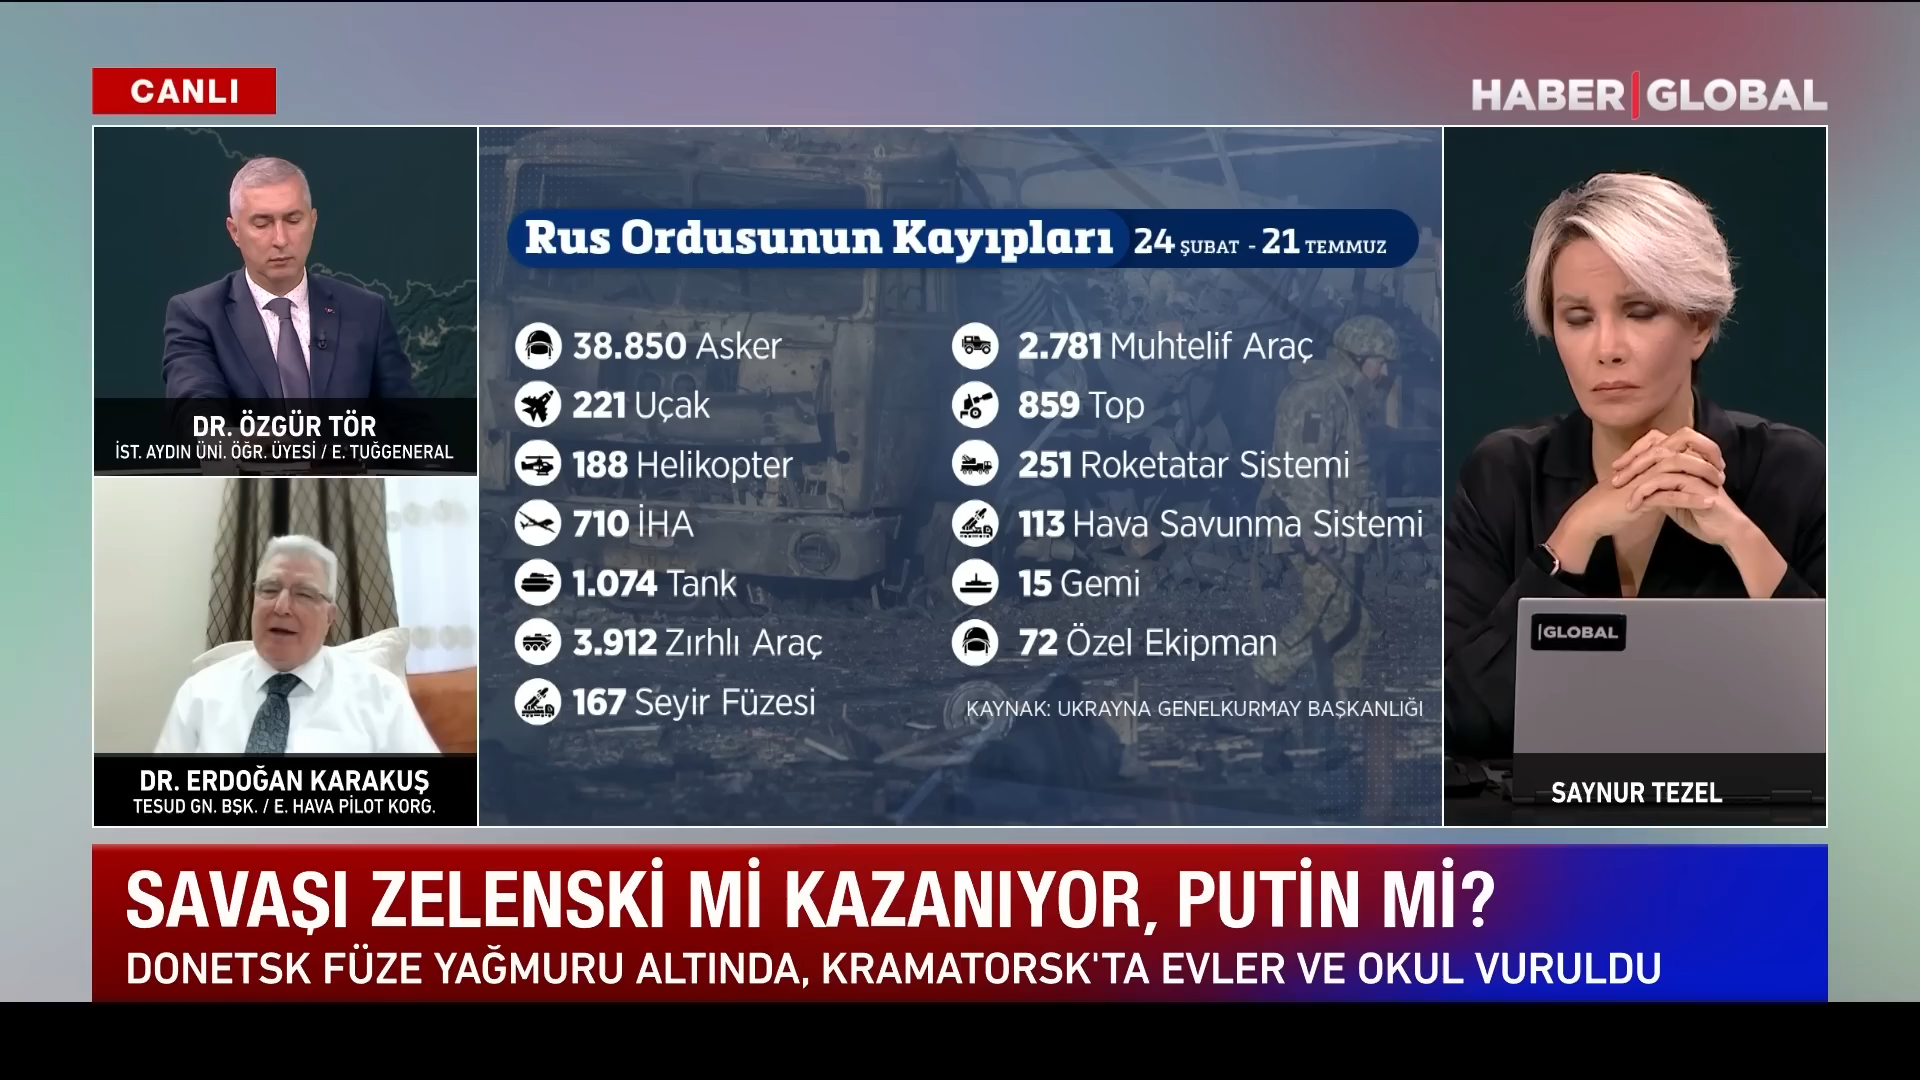 CANLI
HABER GLOBAL
Rus Ordusunun Kayıpları 24 ŞUBAT - 21 TEMMUZ
38.850 Asker
221 Uçak
188 Helikopter
710 İHA
1.074 Tank
3.912 Zırhlı Araç
167 Seyir Füzesi
2.781 Muhtelif Araç
859 Top
251 Roketatar Sistemi
113 Hava Savunma Sistemi
15 Gemi
72 Özel Ekipman
KAYNAK: UKRAYNA GENELKURMAY BAŞKANLIĞI
DR. ÖZGÜR TÖR
İST. AYDIN ÜNİ. ÖĞR. ÜYESİ / E. TUĞGENERAL
DR. ERDOĞAN KARAKUŞ
TESUD GN. BŞK. / E. HAVA PİLOT KORG.
GLOBAL
SAYNUR TEZEL
SAVAŞI ZELENSKİ Mİ KAZANIYOR, PUTİN Mİ?
DONETSK FÜZE YAĞMURU ALTINDA, KRAMATORSK'TA EVLER VE OKUL VURULDU